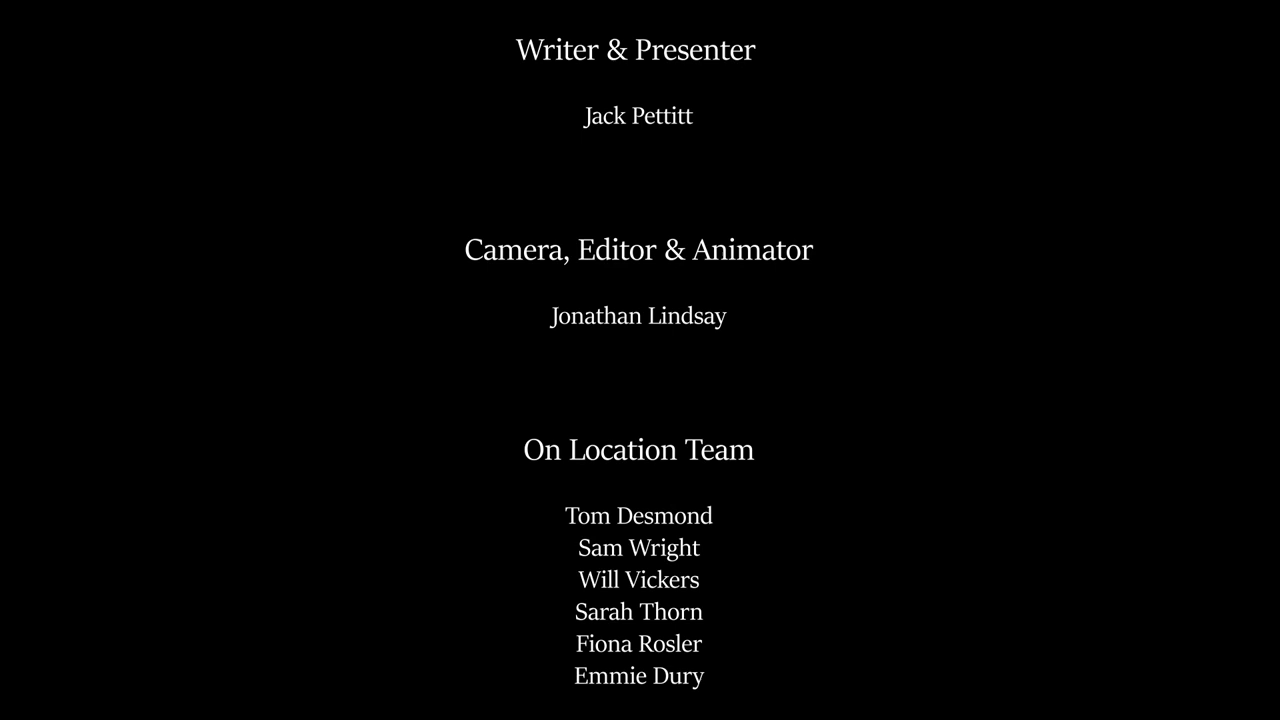 Writer & Presenter
Jack Pettitt
Camera, Editor & Animator
Jonathan Lindsay
On Location Team
Tom Desmond
Sam Wright
Will Vickers
Sarah Thorn
Fiona Rosler
Emmie Dury